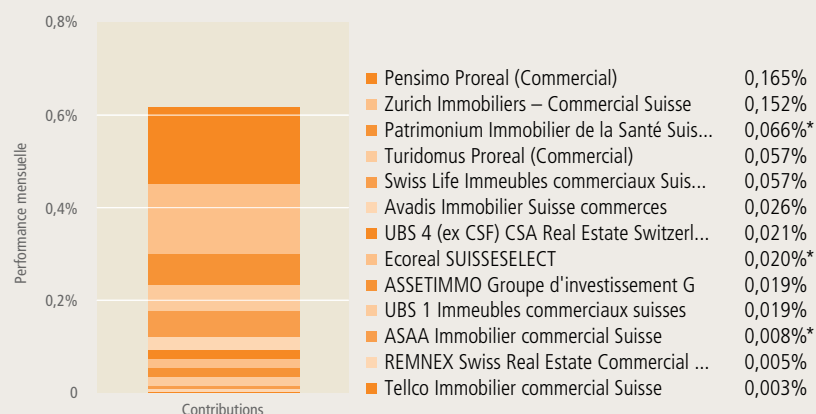 0,8%
0,6%
0,4%
0,2%
0
Performance mensuelle
Contributions
Pensimo Proreal (Commercial) 0,165%
Zurich Immobiliers – Commercial Suisse 0,152%
Patrimonium Immobilier de la Santé Suis... 0,066%*
Turidomus Proreal (Commercial) 0,057%
Swiss Life Immeubles commerciaux Suis... 0,057%
Avadis Immobilier Suisse commerces 0,026%
UBS 4 (ex CSF) CSA Real Estate Switzerl... 0,021%
Ecoreal SUISSESELECT 0,020%*
ASSETIMMO Groupe d'investissement G 0,019%
UBS 1 Immeubles commerciaux suisses 0,019%
ASAA Immobilier commercial Suisse 0,008%*
REMNEX Swiss Real Estate Commercial ... 0,005%
Tellco Immobilier commercial Suisse 0,003%